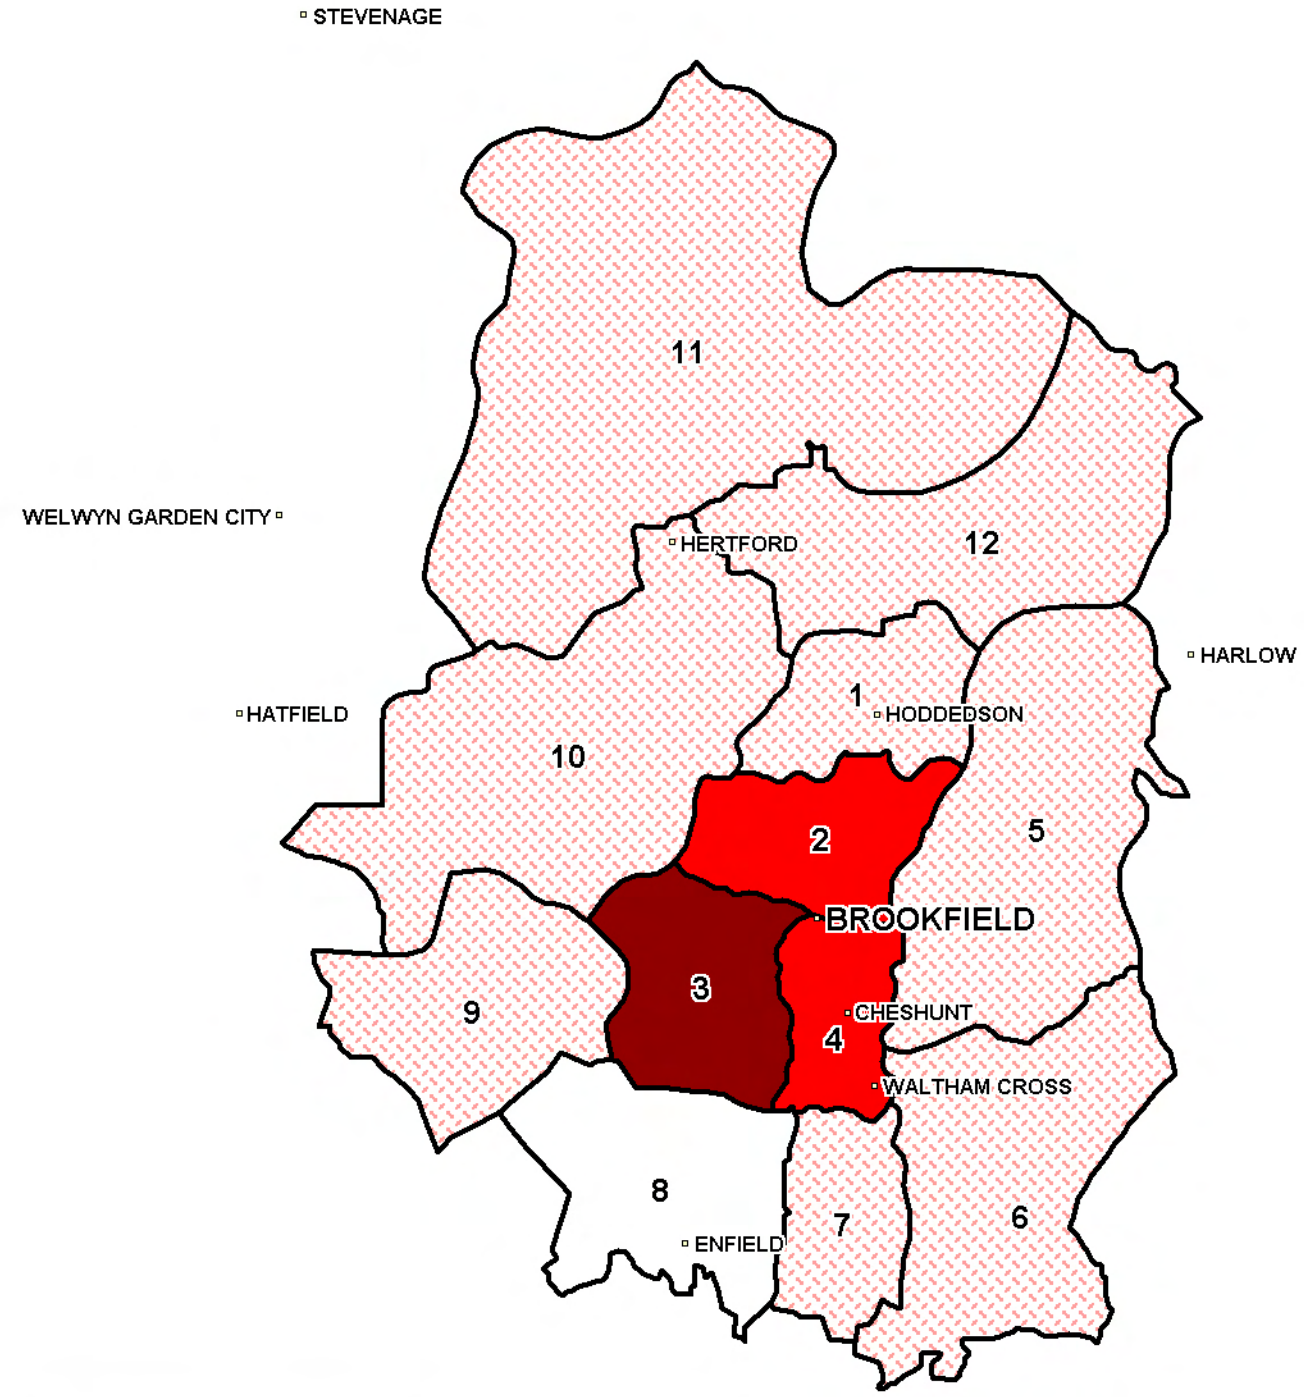 STEVENAGE
11
WELWYN GARDEN CITY
HERTFORD
12
HARLOW
1
HATFIELD
HODDEDSON
10
5
2
BROOKFIELD
3
9
CHESHUNT
4
WALTHAM CROSS
8
6
7
ENFIELD